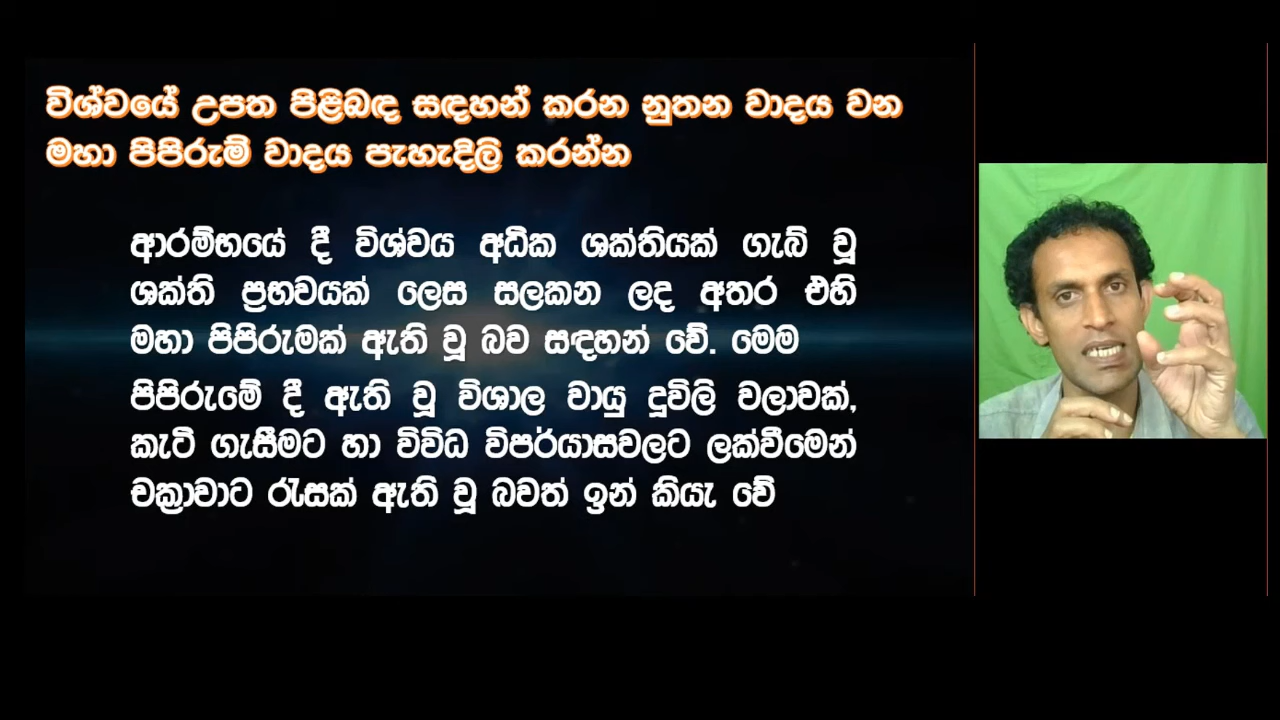 විශ්වයේ උපත පිළිබඳ සඳහන් කරන නූතන වාදය වන
මහා පිපිරුම් වාදය පැහැදිලි කරන්න
ආරම්භයේ දී විශ්වය අධික ශක්තියක් ගැබ් වූ
ශක්ති ප්‍රභවයක් ලෙස සලකන ලද අතර එහි
මහා පිපිරුමක් ඇති වූ බව සඳහන් වේ. මෙම
පිපිරුමේ දී ඇති වූ විශාල වායු දූවිලි වලාවක්,
කැටි ගැසීමට හා විවිධ විපර්යාසවලට ලක්වීමෙන්
චක්‍රාවාට රැසක් ඇති වූ බවත් ඉන් කියැ වේ